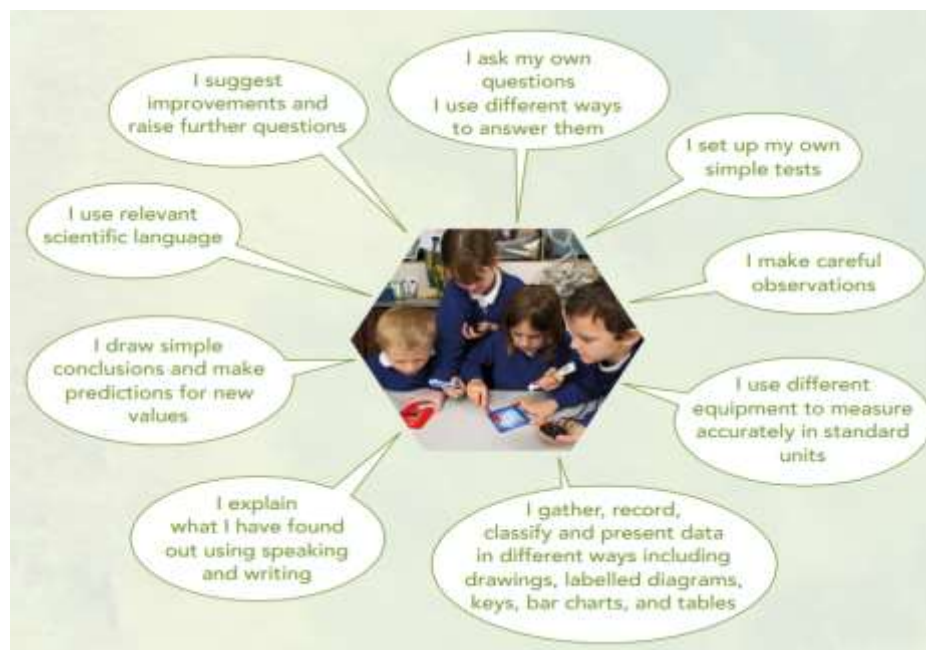 I ask my own
questions
I use different ways
to answer them
I set up my own
simple tests
I make careful
observations
I use different
equipment to measure
accurately in standard
units
I gather, record,
classify and present data
in different ways including
drawings, labelled diagrams,
keys, bar charts, and tables
I explain
what I have found
out using speaking
and writing
I draw simple
conclusions and make
predictions for new
values
I use relevant
scientific language
I suggest
improvements and
raise further questions